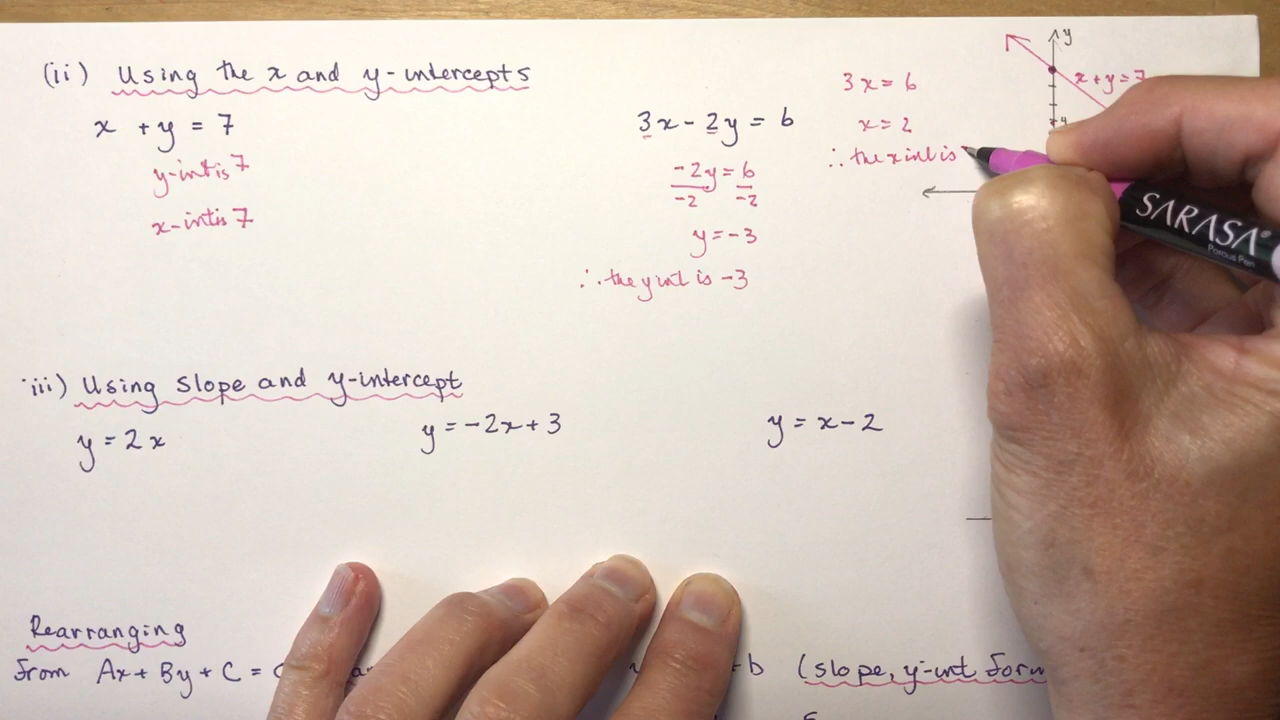 (ii) Using the x and y-intercepts
x + y = 7
y-int is 7
x-int is 7
3x - 2y = 6
-2y = 6
-2 -2
y = -3
∴ the y int is -3
3x = 6
x = 2
∴ the x int is
y
x + y = 7
SARASA®
Porous Pen
iii) Using slope and y-intercept
y = 2x
y = -2x + 3
y = x - 2
Rearranging
From Ax + By + C = +b (slope, y-int form